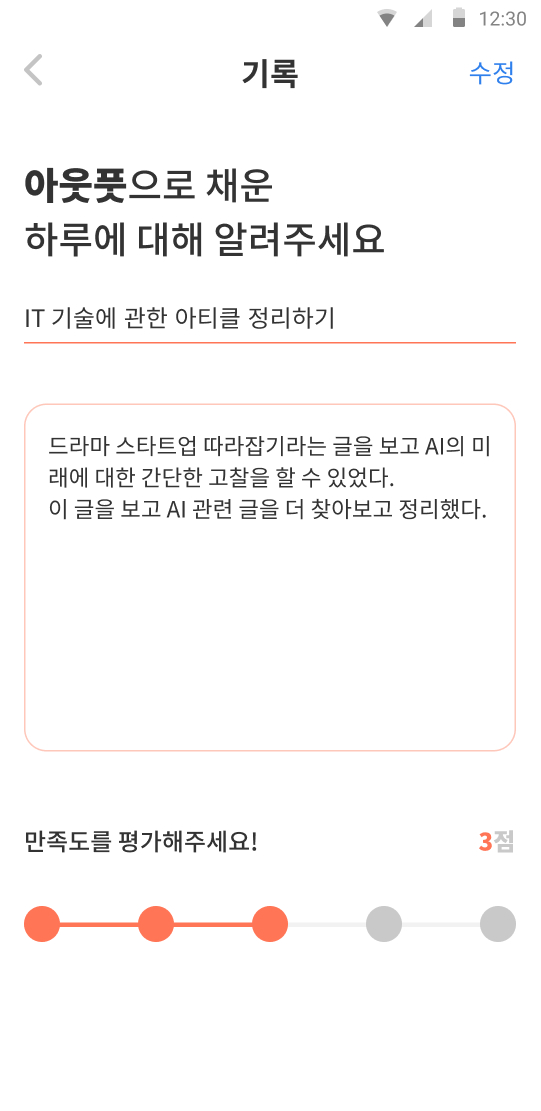 12:30
기록
수정
아웃풋으로 채운
하루에 대해 알려주세요
IT 기술에 관한 아티클 정리하기
드라마 스타트업 따라잡기라는 글을 보고 AI의 미
래에 대한 간단한 고찰을 할 수 있었다.
이 글을 보고 AI 관련 글을 더 찾아보고 정리했다.
만족도를 평가해주세요!
3점